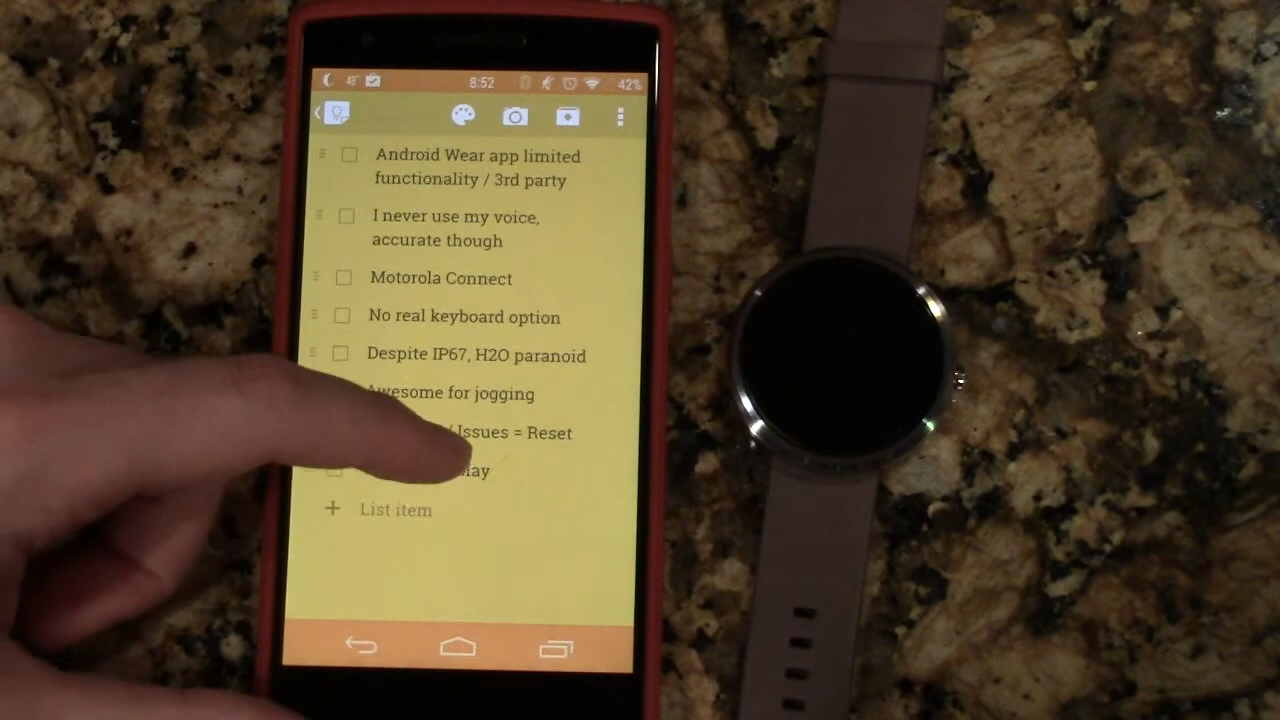 8:52 42%
Android Wear app limited
functionality / 3rd party
I never use my voice,
accurate though
Motorola Connect
No real keyboard option
Despite IP67, H2O paranoid
Awesome for jogging
/ Issues = Reset
+ List item